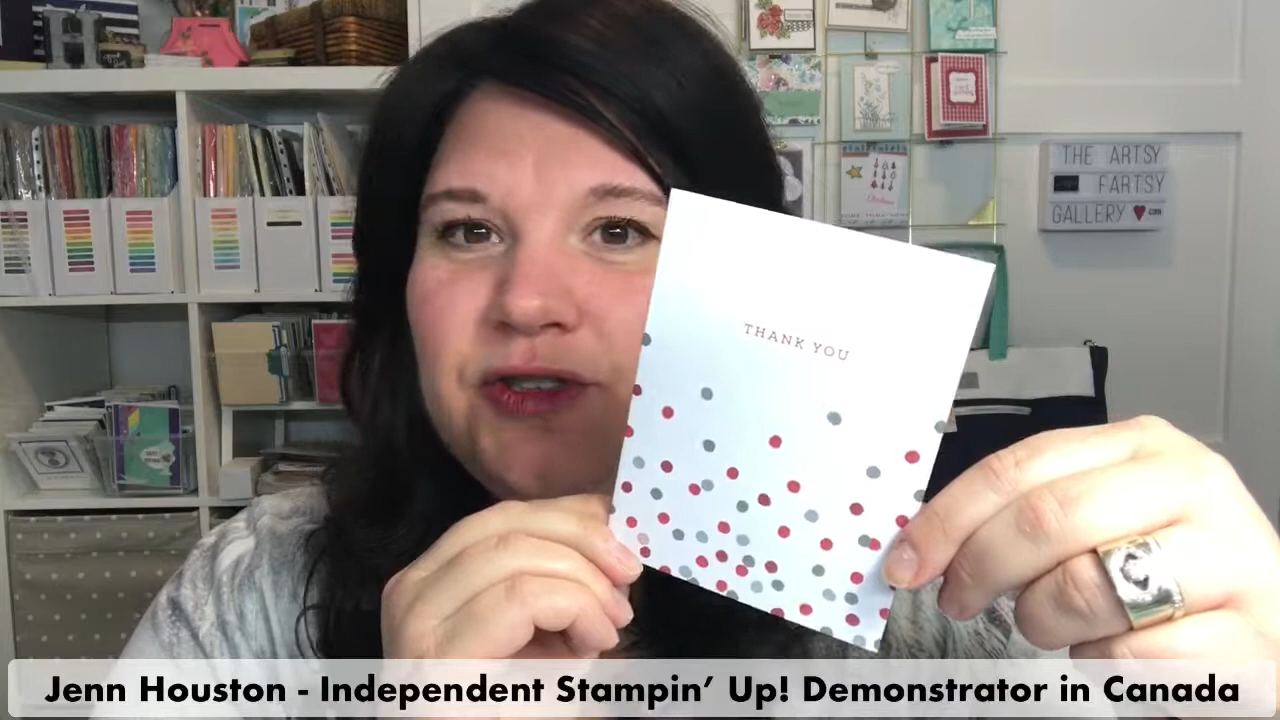 THE ARTSY
FARTSY
GALLERY
THANK YOU
Jenn Houston - Independent Stampin' Up! Demonstrator in Canada